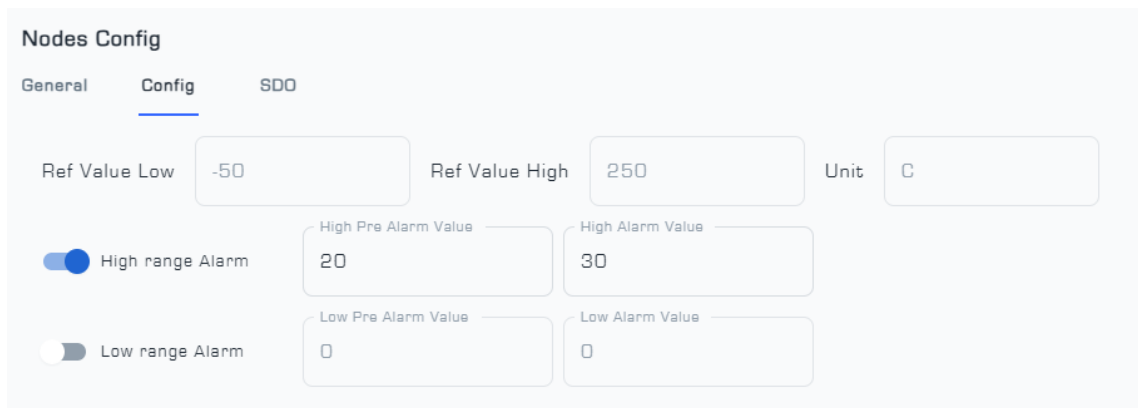 Nodes Config
General Config SDO
Ref Value Low -50 Ref Value High 250 Unit C
High Pre Alarm Value High Alarm Value
High range Alarm 20 30
Low Pre Alarm Value Low Alarm Value
Low range Alarm 0 0